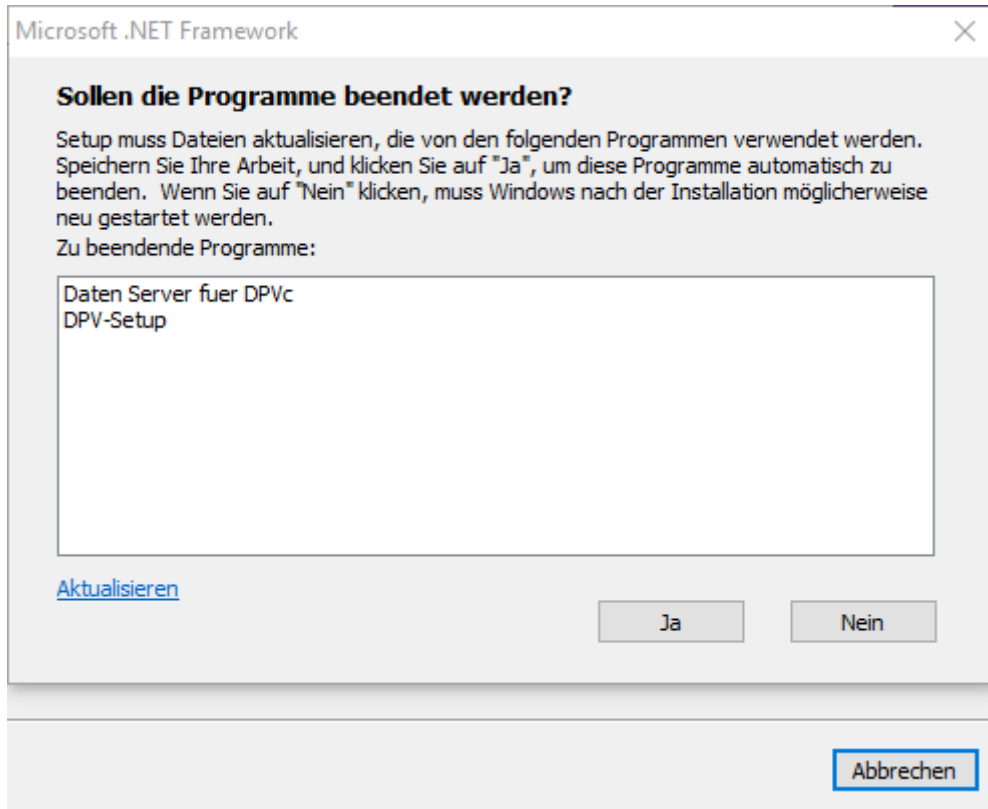 Microsoft .NET Framework
Sollen die Programme beendet werden?
Setup muss Dateien aktualisieren, die von den folgenden Programmen verwendet werden.
Speichern Sie Ihre Arbeit, und klicken Sie auf "Ja", um diese Programme automatisch zu
beenden.  Wenn Sie auf "Nein" klicken, muss Windows nach der Installation möglicherweise
neu gestartet werden.
Zu beendende Programme:
Daten Server fuer DPVc
DPV-Setup
Aktualisieren
Ja
Nein
Abbrechen